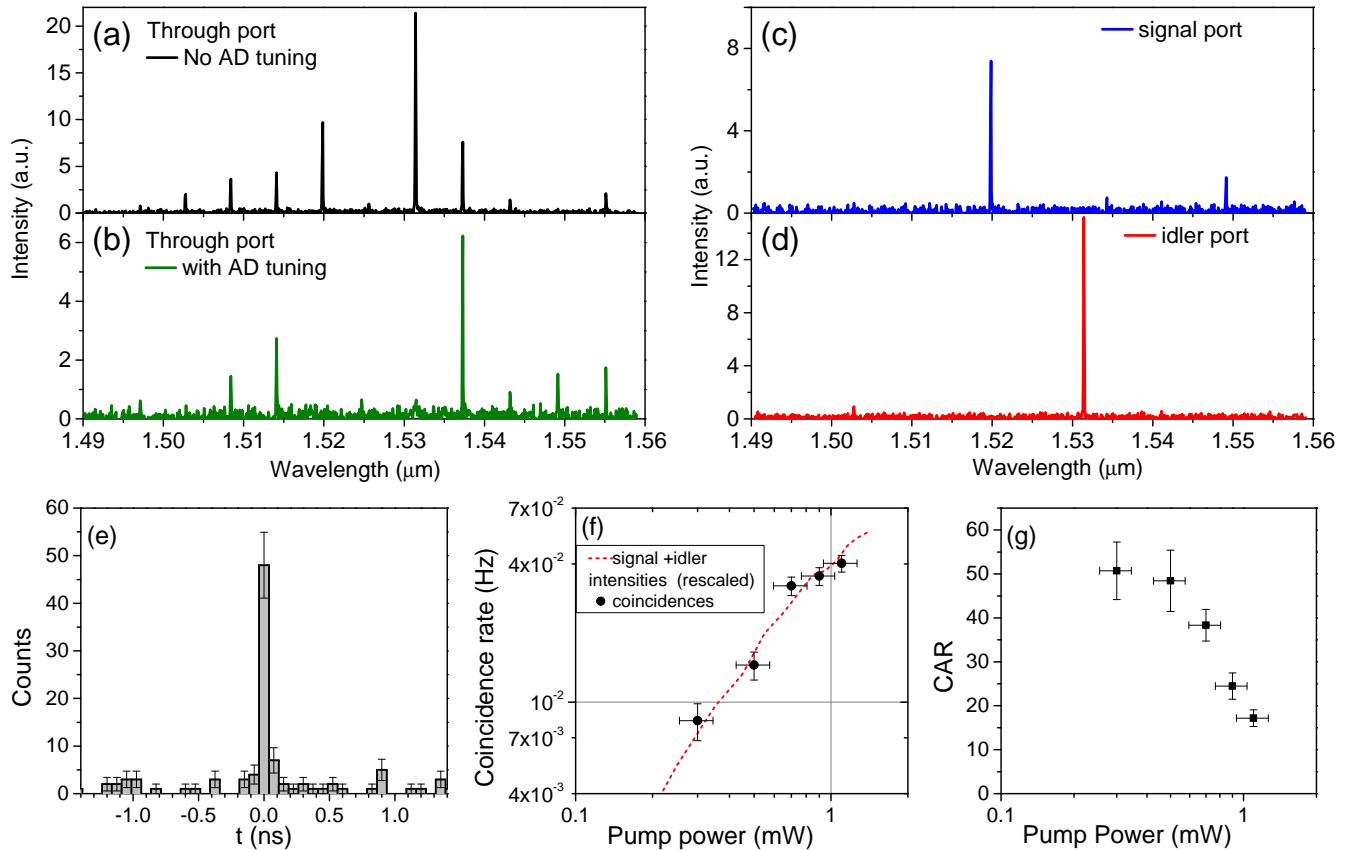 (a) Through port
No AD tuning
20
15
10
5
0
(b) Through port
with AD tuning
6
4
2
0
Intensity (a.u.)
1.49 1.50 1.51 1.52 1.53 1.54 1.55 1.56
Wavelength (μm)
(c) signal port
8
4
0
(d) idler port
12
8
4
0
Intensity (a.u.)
1.49 1.50 1.51 1.52 1.53 1.54 1.55 1.56
Wavelength (μm)
(e)
60
50
40
30
20
10
0
Counts
-1.0 -0.5 0.0 0.5 1.0
t (ns)
(f)
signal +idler
intensities (rescaled)
coincidences
7x10⁻²
4x10⁻²
10⁻²
7x10⁻³
4x10⁻³
Coincidence rate (Hz)
0.1 1
Pump power (mW)
(g)
60
50
40
30
20
10
0
CAR
0.1 1
Pump Power (mW)